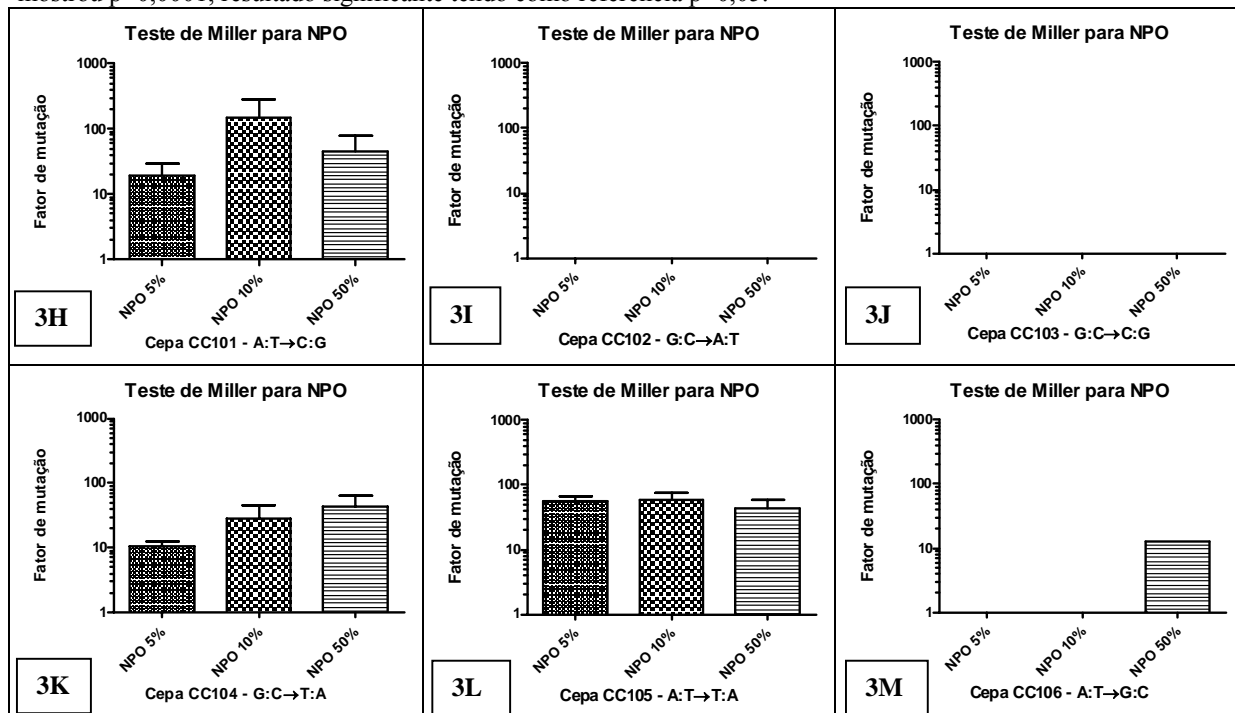 mostrou p=0,0001, resultado significante tendo como referência p=0,05.
Teste de Miller para NPO
Fator de mutação
1000
100
10
1
NPO 5%
NPO 10%
NPO 50%
3H
Cepa CC101 - A:T→C:G
Teste de Miller para NPO
Fator de mutação
1000
100
10
1
NPO 5%
NPO 10%
NPO 50%
3I
Cepa CC102 - G:C→A:T
Teste de Miller para NPO
Fator de mutação
1000
100
10
1
NPO 5%
NPO 10%
NPO 50%
3J
Cepa CC103 - G:C→C:G
Teste de Miller para NPO
Fator de mutação
1000
100
10
1
NPO 5%
NPO 10%
NPO 50%
3K
Cepa CC104 - G:C→T:A
Teste de Miller para NPO
Fator de mutação
1000
100
10
1
NPO 5%
NPO 10%
NPO 50%
3L
Cepa CC105 - A:T→T:A
Teste de Miller para NPO
Fator de mutação
1000
100
10
1
NPO 5%
NPO 10%
NPO 50%
3M
Cepa CC106 - A:T→G:C